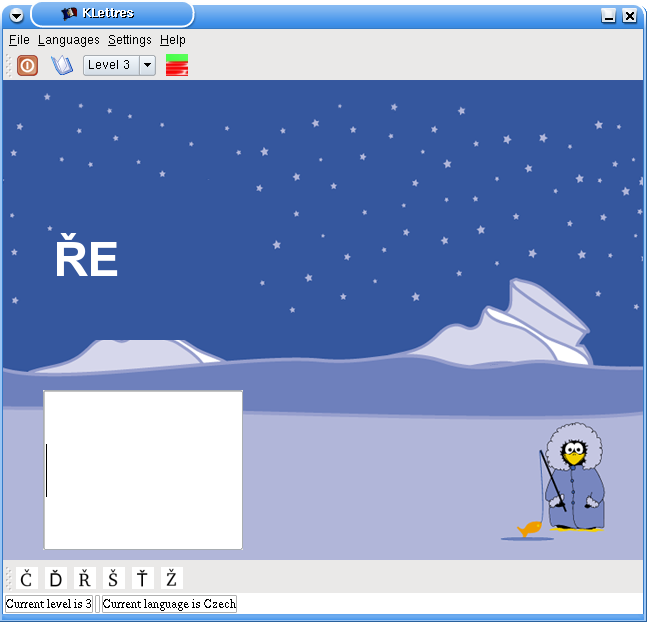 KLettres
File Languages Settings Help
Level 3
ŘE
Č Ď Ř Š Ť Ž
Current level is 3 Current language is Czech